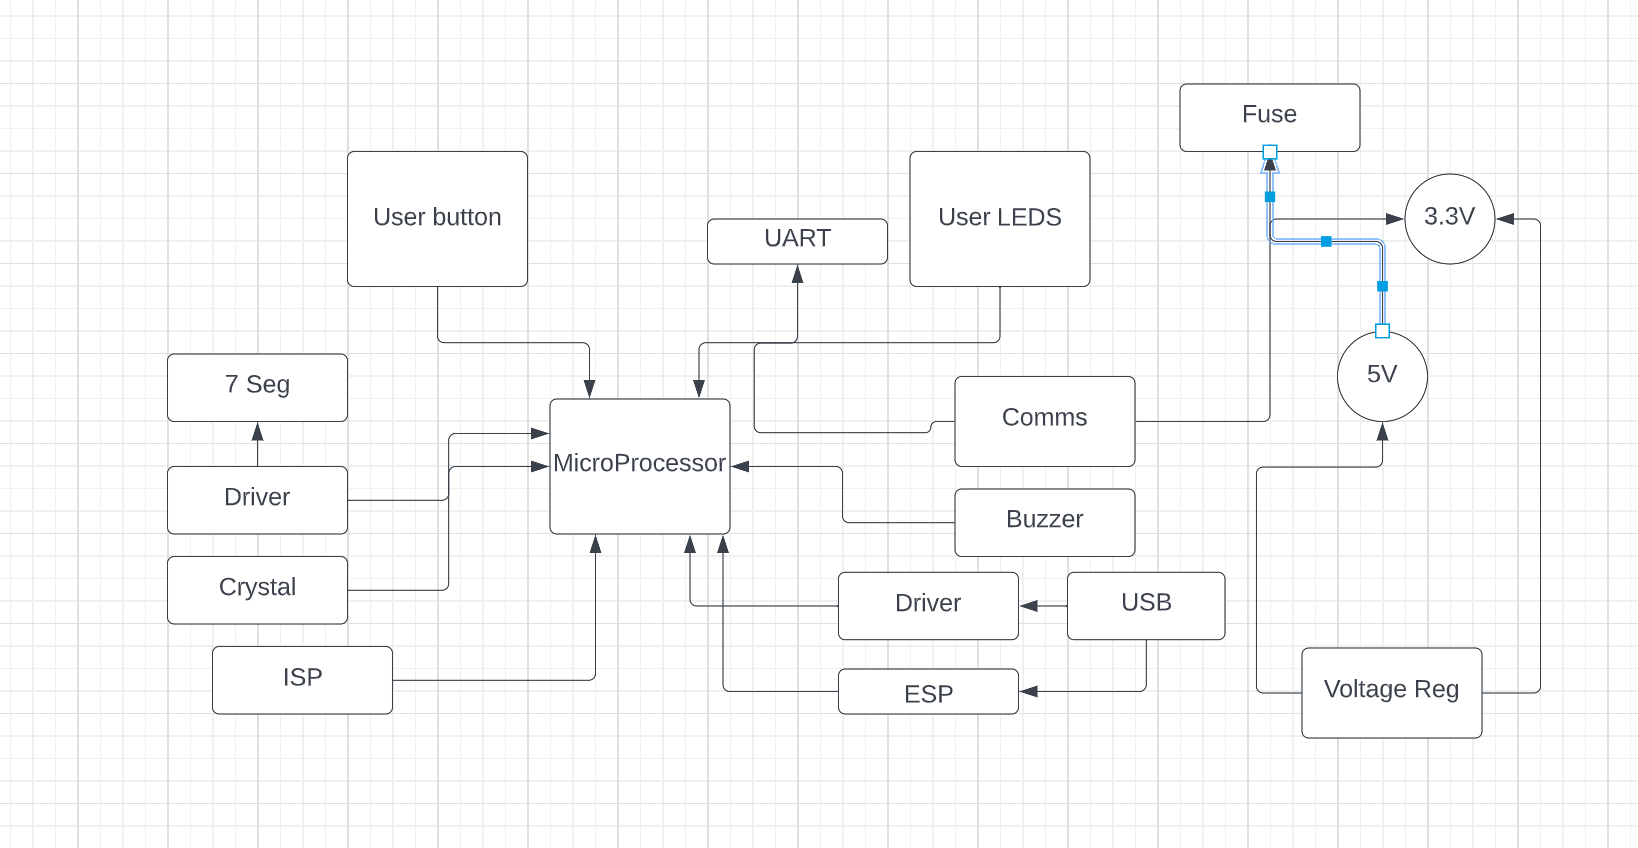 Fuse
User button
UART
User LEDS
3.3V
7 Seg
5V
Comms
MicroProcessor
Driver
Buzzer
Crystal
Driver
USB
ISP
ESP
Voltage Reg